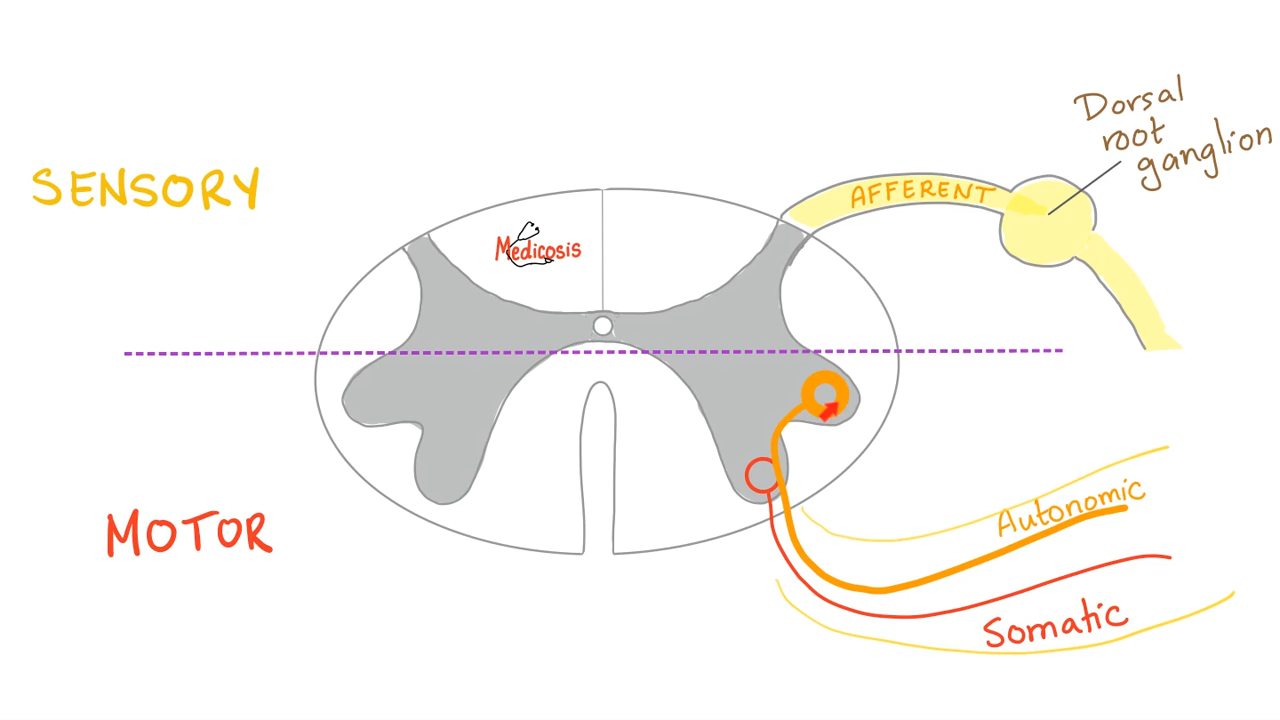 Dorsal
root
ganglion
SENSORY
AFFERENT
Medicosis
MOTOR
Autonomic
Somatic